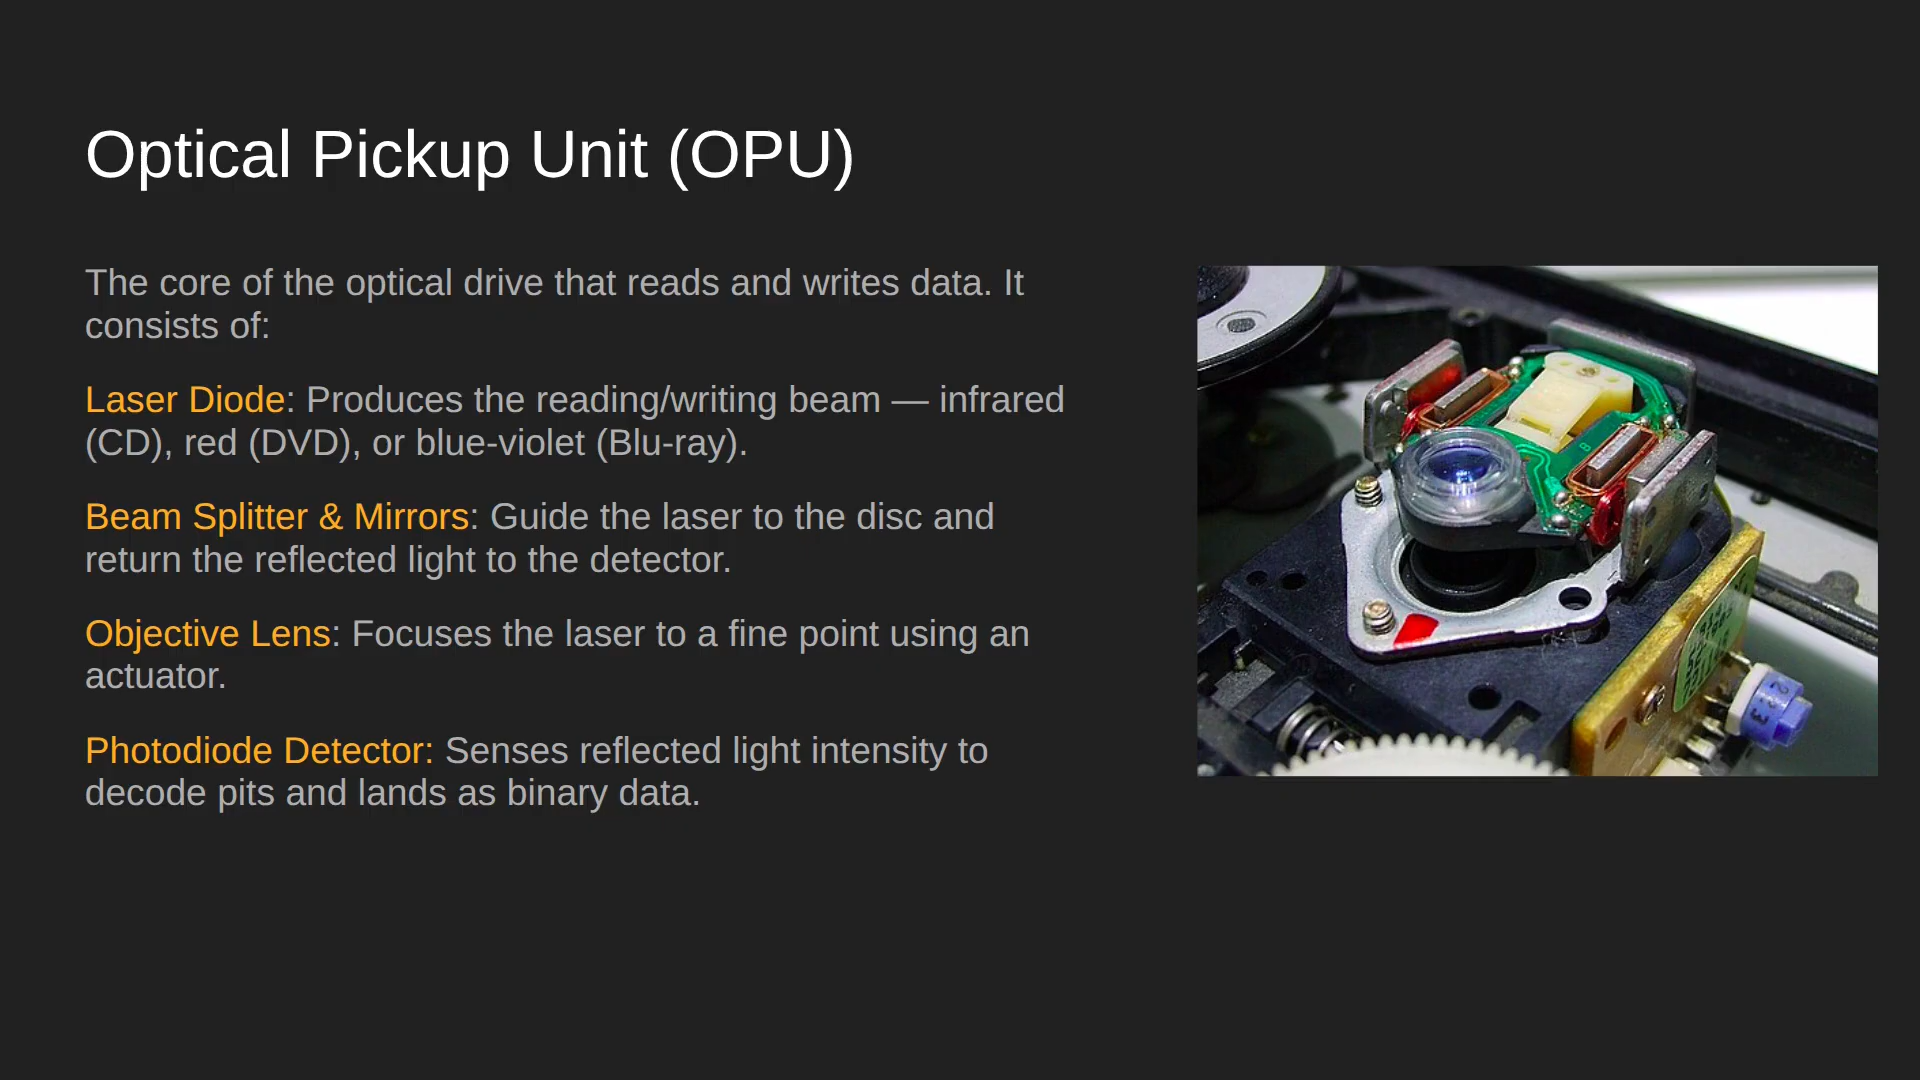 Optical Pickup Unit (OPU)
The core of the optical drive that reads and writes data. It
consists of:
Laser Diode: Produces the reading/writing beam — infrared
(CD), red (DVD), or blue-violet (Blu-ray).
Beam Splitter & Mirrors: Guide the laser to the disc and
return the reflected light to the detector.
Objective Lens: Focuses the laser to a fine point using an
actuator.
Photodiode Detector: Senses reflected light intensity to
decode pits and lands as binary data.